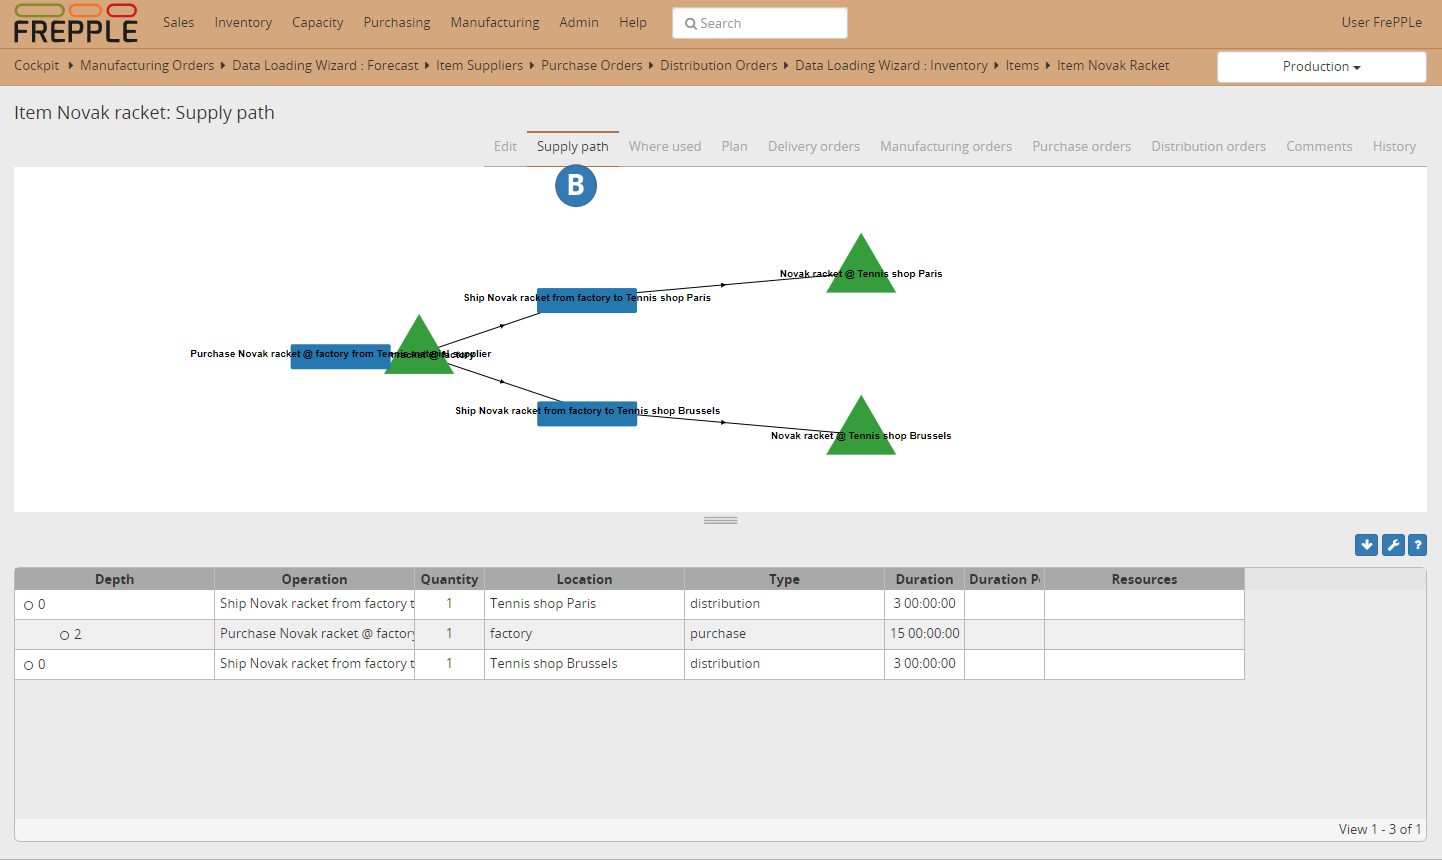 FREPPLE Sales Inventory Capacity Purchasing Manufacturing Admin Help Search User FrePPLe
Cockpit Manufacturing Orders Data Loading Wizard : Forecast Item Suppliers Purchase Orders Distribution Orders Data Loading Wizard : Inventory Items Item Novak Racket Production
Item Novak racket: Supply path
Edit Supply path Where used Plan Delivery orders Manufacturing orders Purchase orders Distribution orders Comments History
B
Novak racket @ Tennis shop Paris
Ship Novak racket from factory to Tennis shop Paris
Purchase Novak racket @ factory from Tennis material supplier
racket @ factory
Ship Novak racket from factory to Tennis shop Brussels
Novak racket @ Tennis shop Brussels
?
Depth Operation Quantity Location Type Duration Duration Resources
0 Ship Novak racket from factory t 1 Tennis shop Paris distribution 3 00:00:00
2 Purchase Novak racket @ factory 1 factory purchase 15 00:00:00
0 Ship Novak racket from factory t 1 Tennis shop Brussels distribution 3 00:00:00
View 1 - 3 of 1